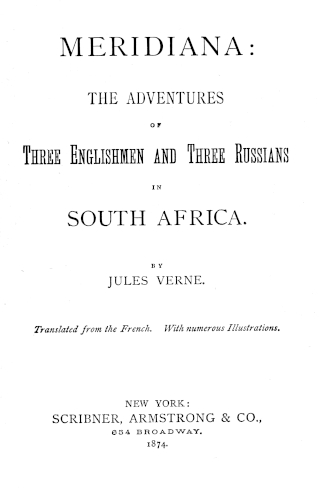 MERIDIANA:
THE ADVENTURES
OF
THREE ENGLISHMEN AND THREE RUSSIANS
IN
SOUTH AFRICA.
BY
JULES VERNE.
Translated from the French. With numerous Illustrations.
NEW YORK:
SCRIBNER, ARMSTRONG & CO.,
654 BROADWAY.
1874.